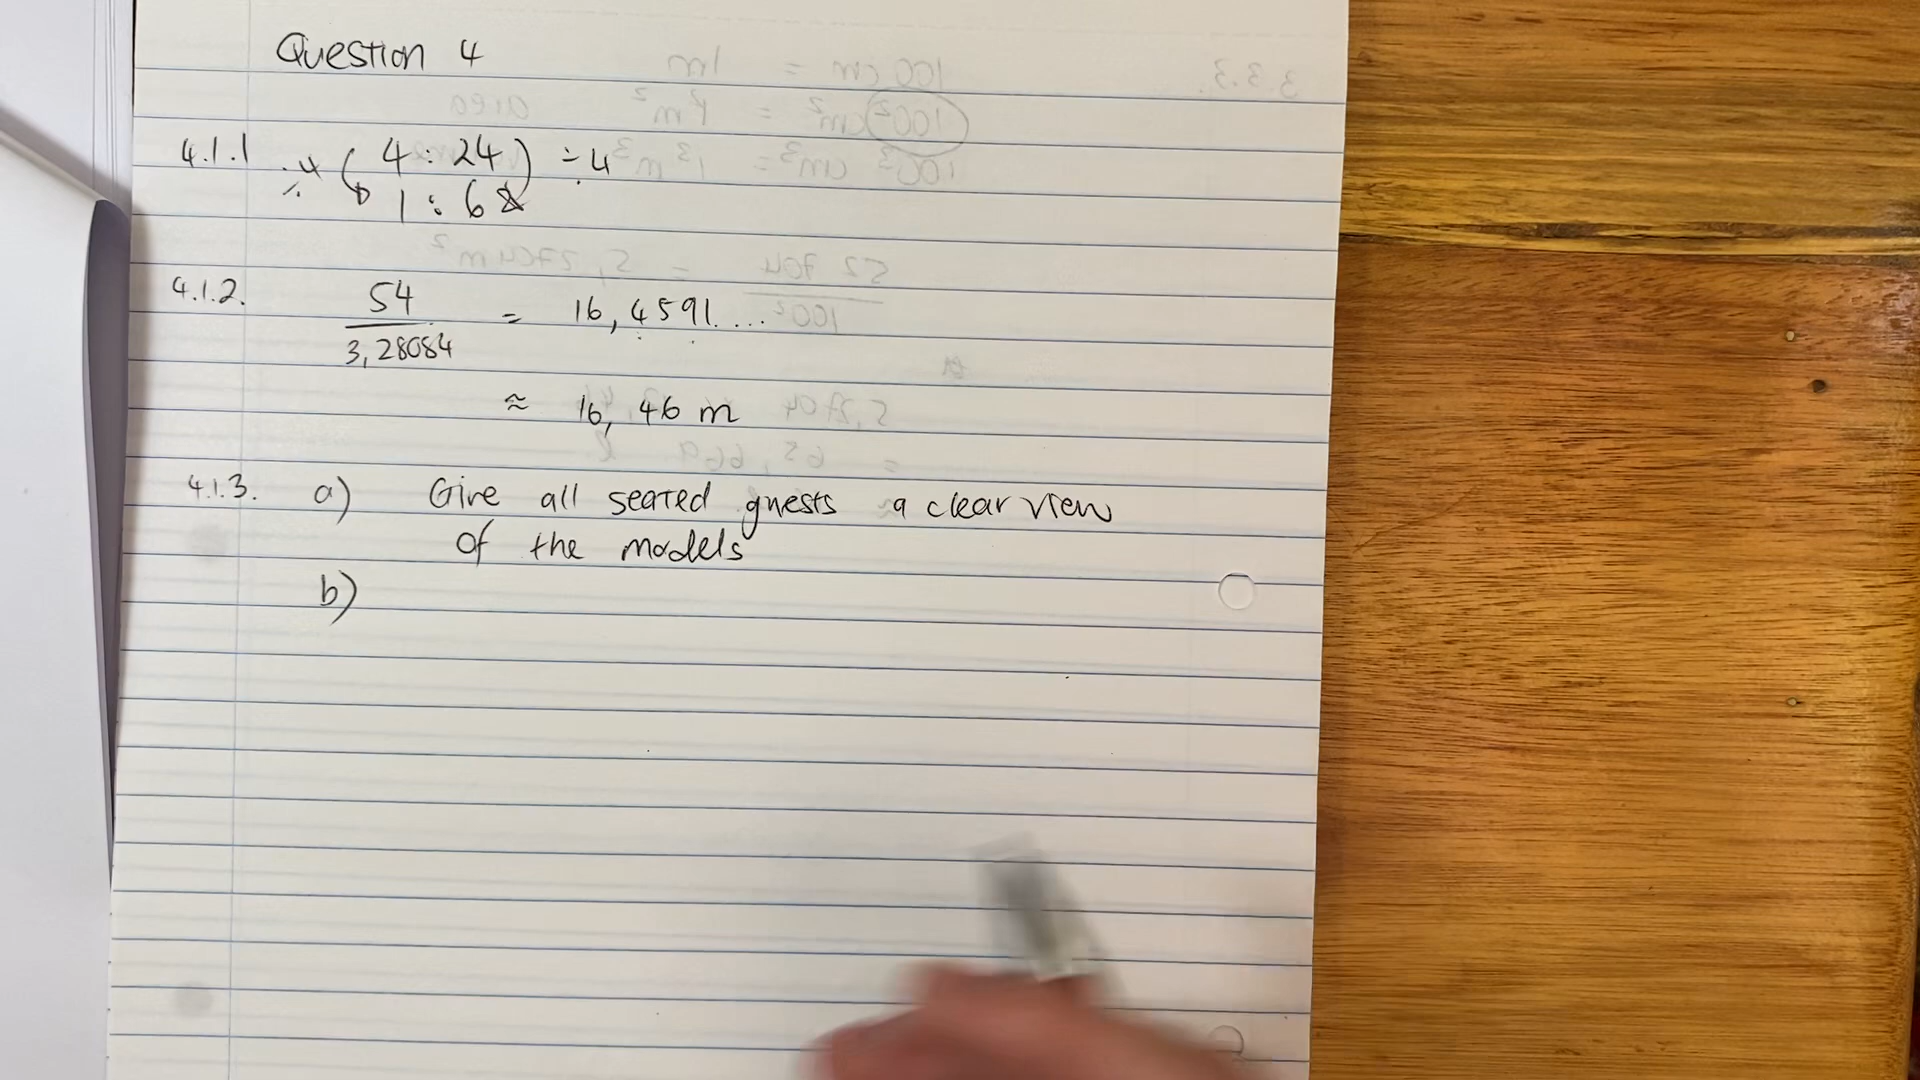 Question 4
4.1.1 ÷4 ( 4 : 24 ) ÷4
1 : 6
4.1.2. 54 / 3,28084 = 16,4591....
≈ 16,46 m
4.1.3. a) Give all seated guests a clear view
of the models
b)